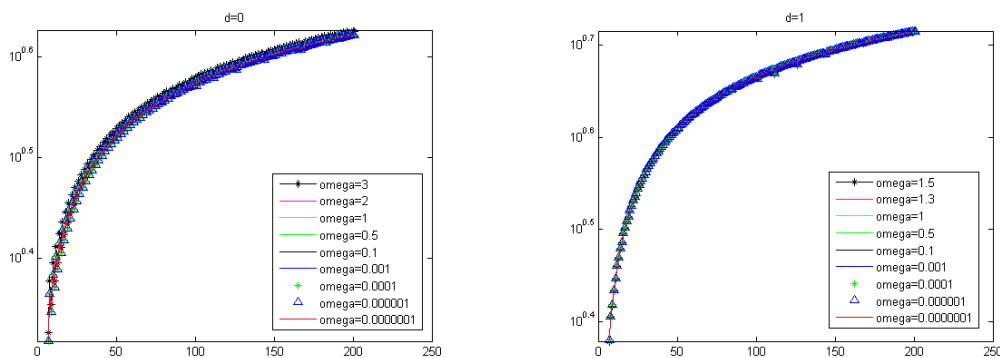 d=0
10^0.6
10^0.5
10^0.4
0
50
100
150
200
250
omega=3
omega=2
omega=1
omega=0.5
omega=0.1
omega=0.001
omega=0.0001
omega=0.000001
omega=0.0000001
d=1
10^0.7
10^0.6
10^0.5
10^0.4
0
50
100
150
200
250
omega=1.5
omega=1.3
omega=1
omega=0.5
omega=0.1
omega=0.001
omega=0.0001
omega=0.000001
omega=0.0000001